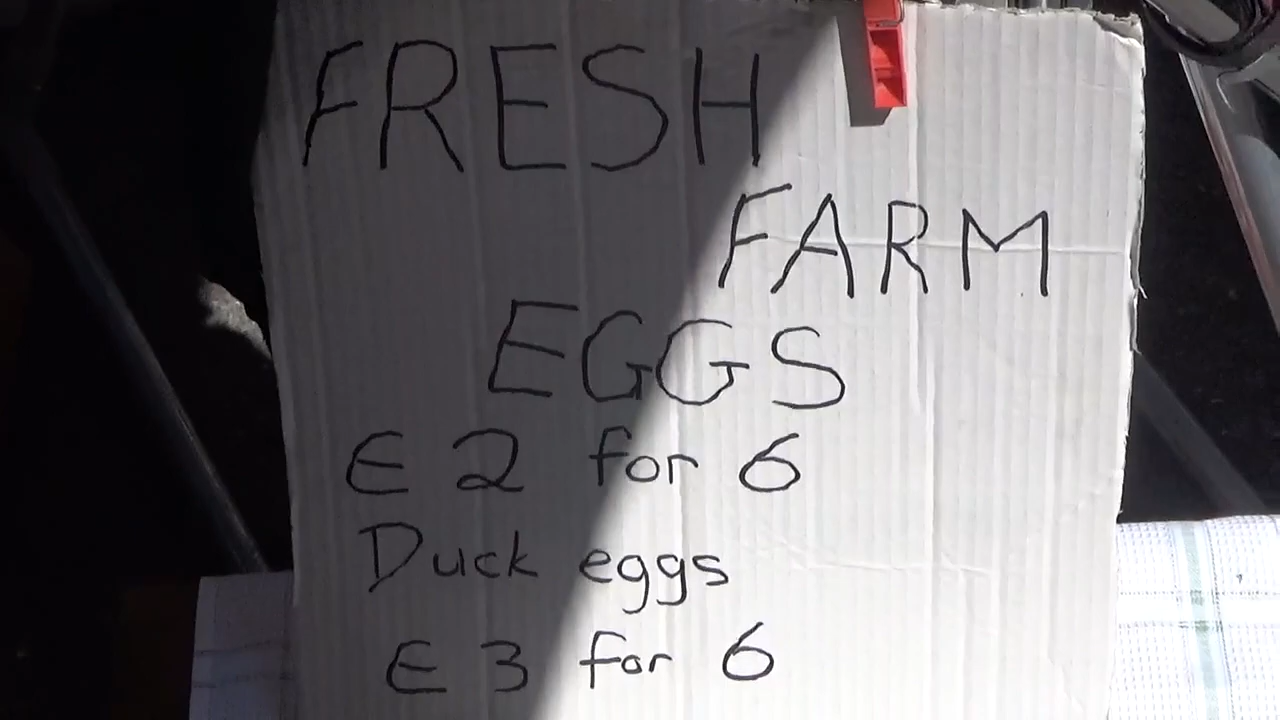 FRESH
FARM
EGGS
€ 2 for 6
Duck eggs
€ 3 for 6